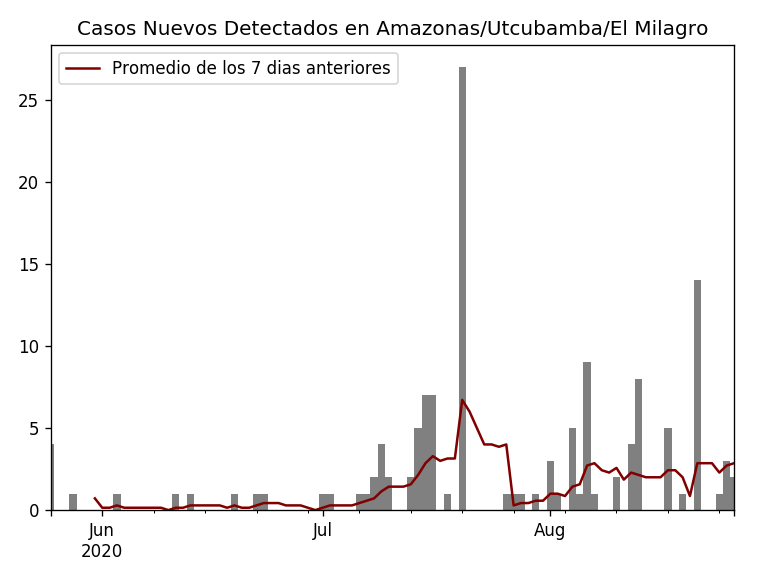 Casos Nuevos Detectados en Amazonas/Utcubamba/El Milagro
Promedio de los 7 dias anteriores
25
20
15
10
5
0
Jun
2020
Jul
Aug